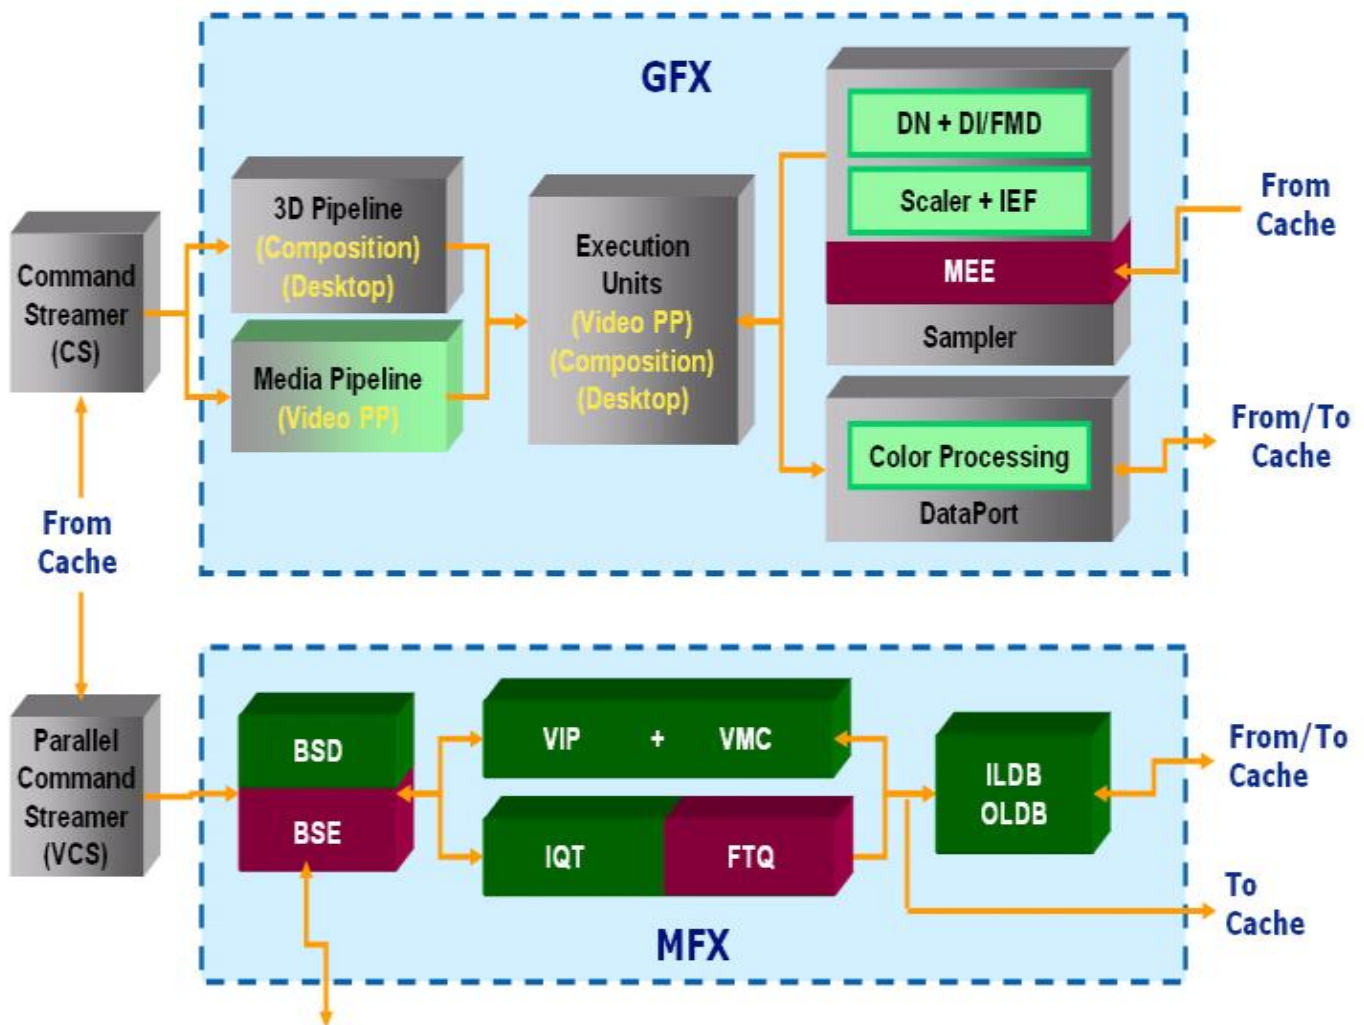 GFX
DN + DI/FMD
Scaler + IEF
MEE
Sampler
From
Cache
3D Pipeline
(Composition)
(Desktop)
Execution
Units
(Video PP)
(Composition)
(Desktop)
Command
Streamer
(CS)
Media Pipeline
(Video PP)
Color Processing
DataPort
From/To
Cache
From
Cache
Parallel
Command
Streamer
(VCS)
BSD
BSE
VIP + VMC
IQT FTQ
ILDB
OLDB
From/To
Cache
To
Cache
MFX